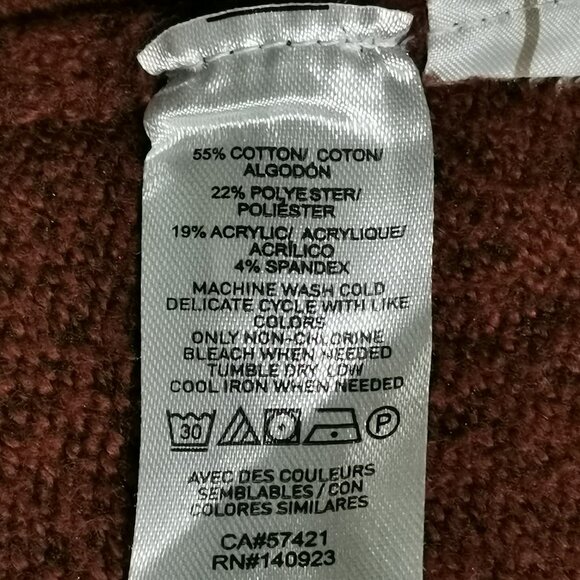 55% COTTON/ COTON/
ALGODÓN
22% POLYESTER/
POLIÉSTER
19% ACRYLIC/ ACRYLIQUE/
ACRÍLICO
4% SPANDEX
MACHINE WASH COLD
DELICATE CYCLE WITH LIKE
COLORS
ONLY NON-CHLORINE
BLEACH WHEN NEEDED
TUMBLE DRY LOW
COOL IRON WHEN NEEDED
30 P
AVEC DES COULEURS
SEMBLABLES / CON
COLORES SIMILARES
CA#57421
RN#140923